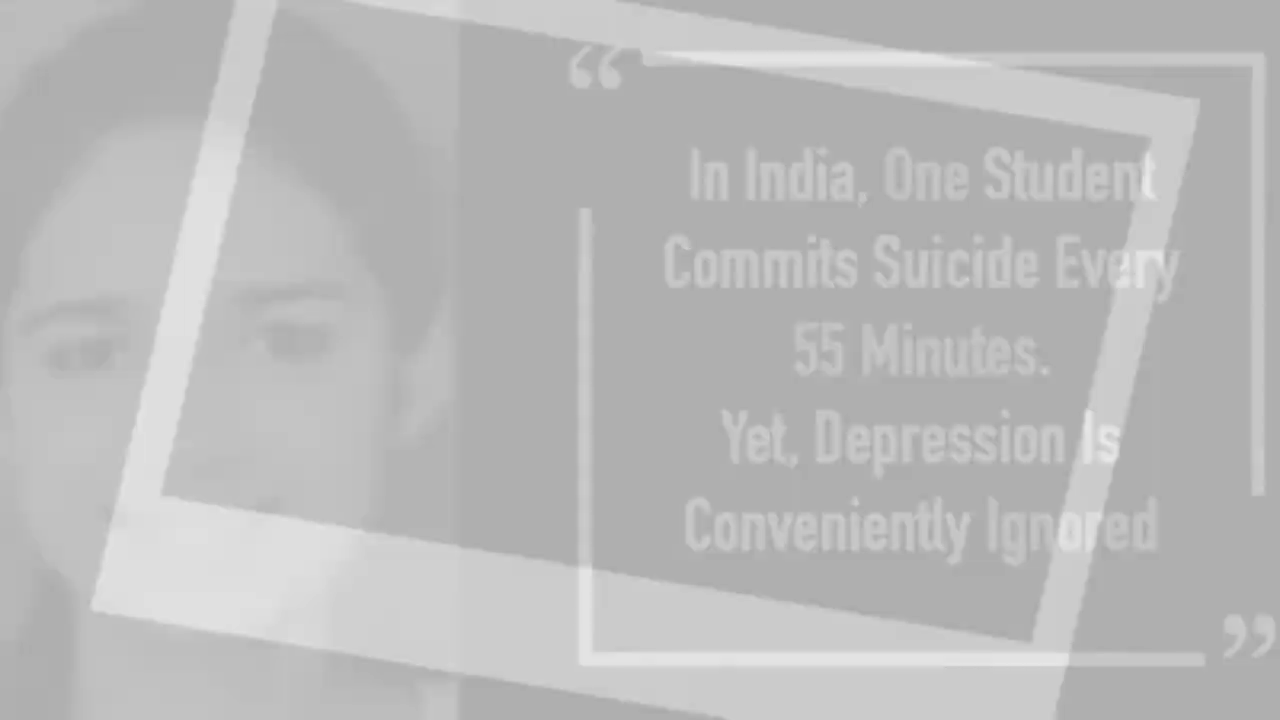 “
In India, One Student
Commits Suicide Every
55 Minutes.
Yet, Depression Is
Conveniently Ignored
”